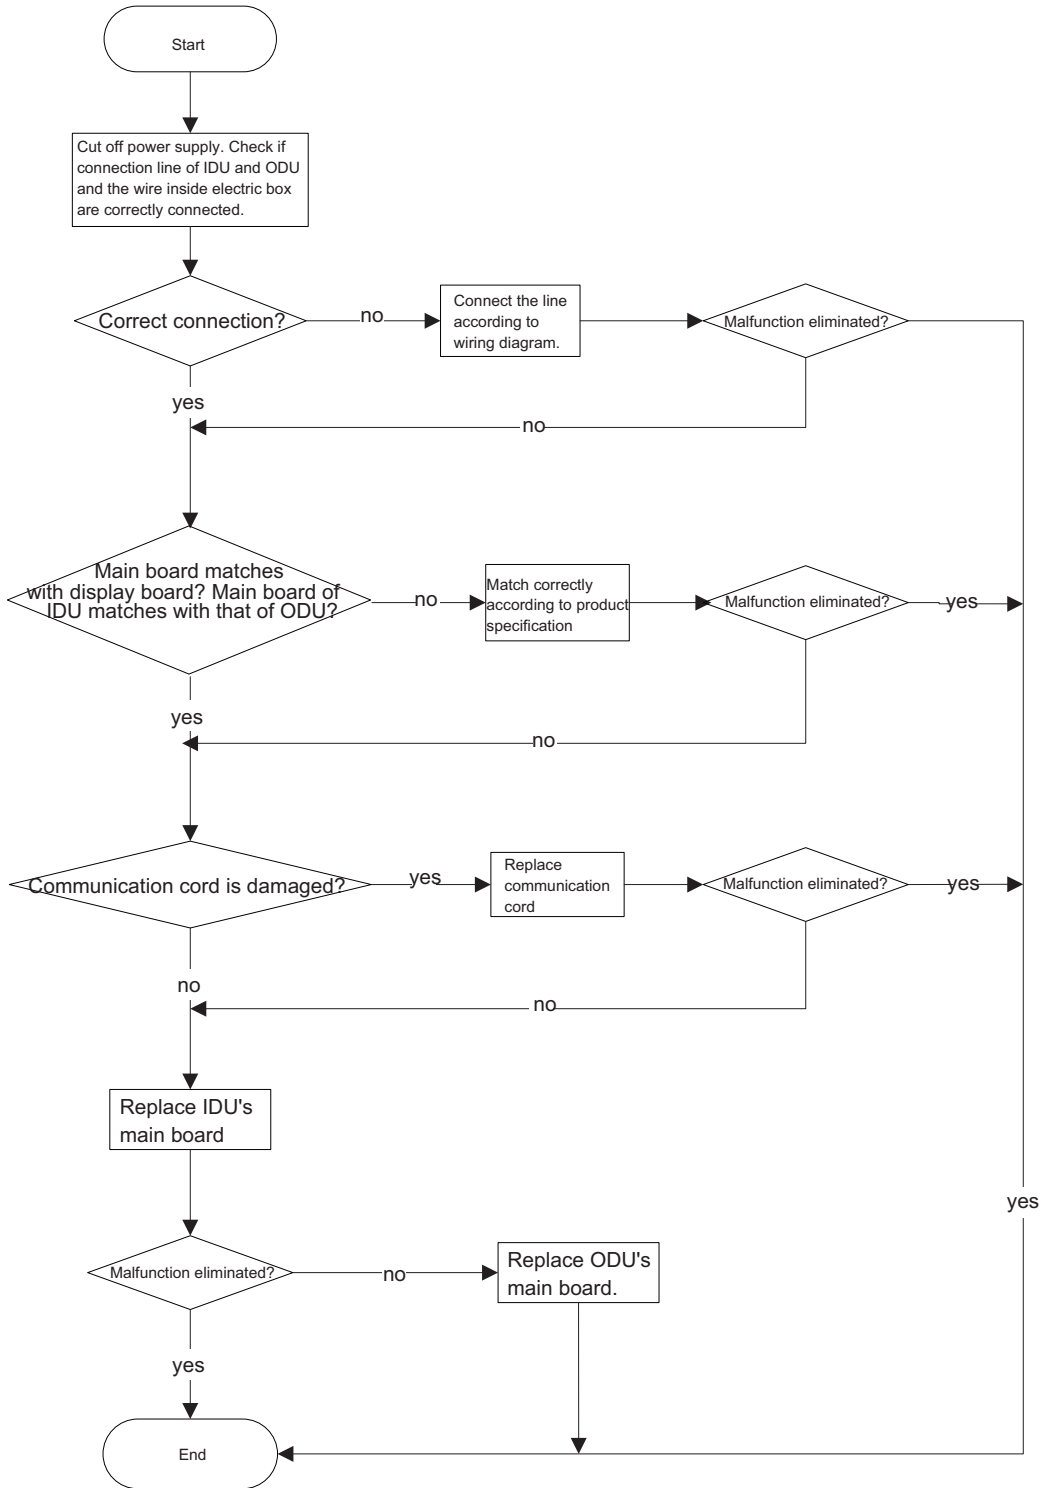 Start
Cut off power supply. Check if
connection line of IDU and ODU
and the wire inside electric box
are correctly connected.
Correct connection?
no
Connect the line
according to
wiring diagram.
Malfunction eliminated?
yes
no
Main board matches
with display board? Main board of
IDU matches with that of ODU?
no
Match correctly
according to product
specification
Malfunction eliminated?
yes
yes
no
Communication cord is damaged?
yes
Replace
communication
cord
Malfunction eliminated?
yes
no
no
Replace IDU's
main board
yes
Malfunction eliminated?
no
Replace ODU's
main board.
yes
End